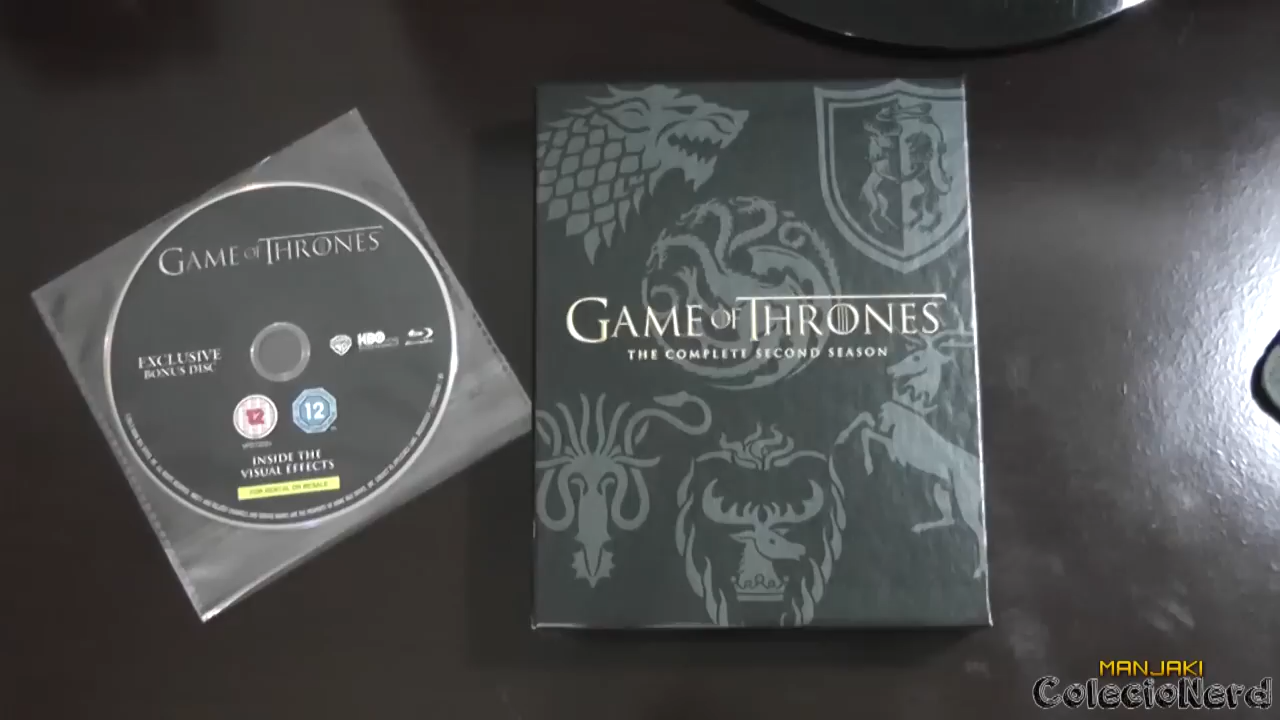 GAME OF THRONES
EXCLUSIVE
BONUS DISC
HBO
12
12
INSIDE THE
VISUAL EFFECTS
FOR RENTAL OR RESALE
GAME OF THRONES
THE COMPLETE SECOND SEASON
MANJAKI
ColecioNerd